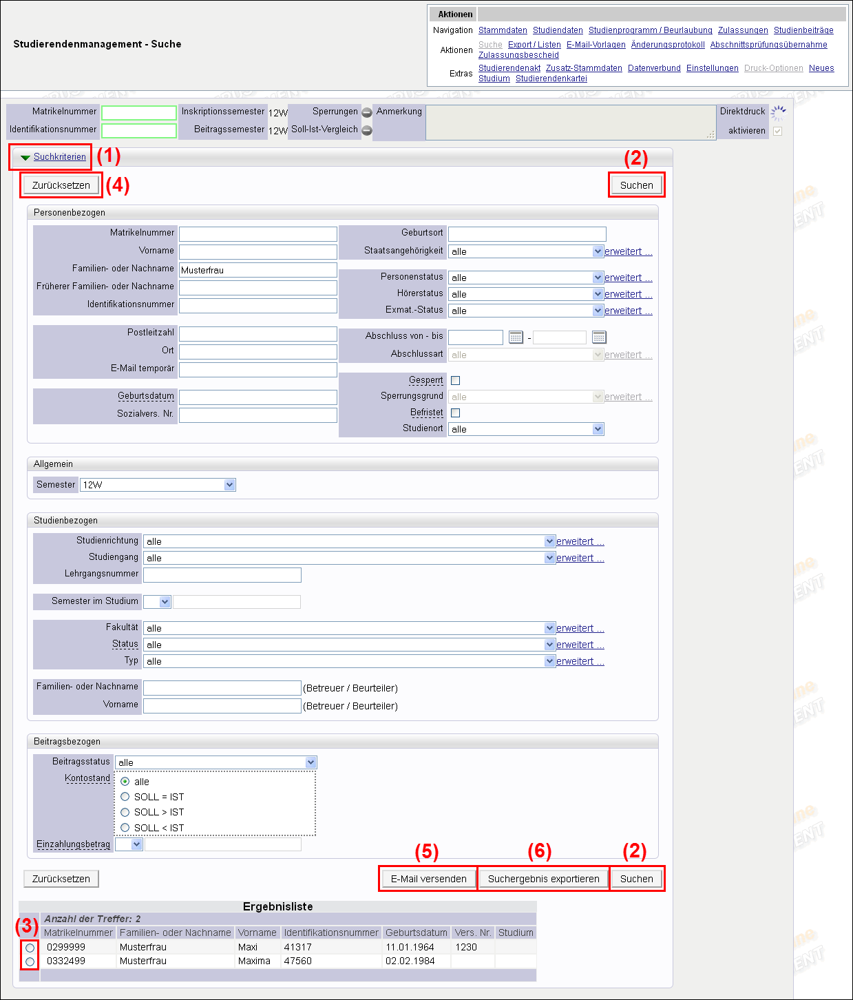 Studierendenmanagement - Suche
Aktionen
Navigation Stammdaten Studiendaten Studienprogramm / Beurlaubung Zulassungen Studienbeiträge
Aktionen Suche Export / Listen E-Mail-Vorlagen Änderungsprotokoll Abschnittsprüfungsübernahme
Zulassungsbescheid
Extras Studierendenakt Zusatz-Stammdaten Datenverbund Einstellungen Druck-Optionen Neues
Studium Studierendenkartei
Matrikelnummer Inskriptionssemester 12W Sperrungen Anmerkung Direktdruck
Identifikationsnummer Beitragssemester 12W Soll-Ist-Vergleich aktivieren
Suchkriterien (1) (2)
Zurücksetzen (4) Suchen
Personenbezogen
Matrikelnummer Geburtsort
Vorname Staatsangehörigkeit alle erweitert ...
Familien- oder Nachname Musterfrau Personenstatus alle erweitert ...
Früherer Familien- oder Nachname Hörerstatus alle erweitert ...
Identifikationsnummer Exmat.-Status alle erweitert ...
Postleitzahl Abschluss von - bis -
Ort Abschlussart alle erweitert ...
E-Mail temporär Gesperrt
Geburtsdatum Sperrungsgrund alle erweitert ...
Sozialvers. Nr. Befristet
Studienort alle
Allgemein
Semester 12W
Studienbezogen
Studienrichtung alle erweitert ...
Studiengang alle erweitert ...
Lehrgangsnummer
Semester im Studium
Fakultät alle erweitert ...
Status alle erweitert ...
Typ alle erweitert ...
Familien- oder Nachname (Betreuer / Beurteiler)
Vorname (Betreuer / Beurteiler)
Beitragsbezogen
Beitragsstatus alle
Kontostand alle
SOLL = IST
SOLL > IST
SOLL < IST
Einzahlungsbetrag
(5) (6) (2)
Zurücksetzen E-Mail versenden Suchergebnis exportieren Suchen
Ergebnisliste
(3) Anzahl der Treffer: 2
Matrikelnummer Familien- oder Nachname Vorname Identifikationsnummer Geburtsdatum Vers. Nr. Studium
0299999 Musterfrau Maxi 41317 11.01.1964 1230
0332499 Musterfrau Maxima 47560 02.02.1984